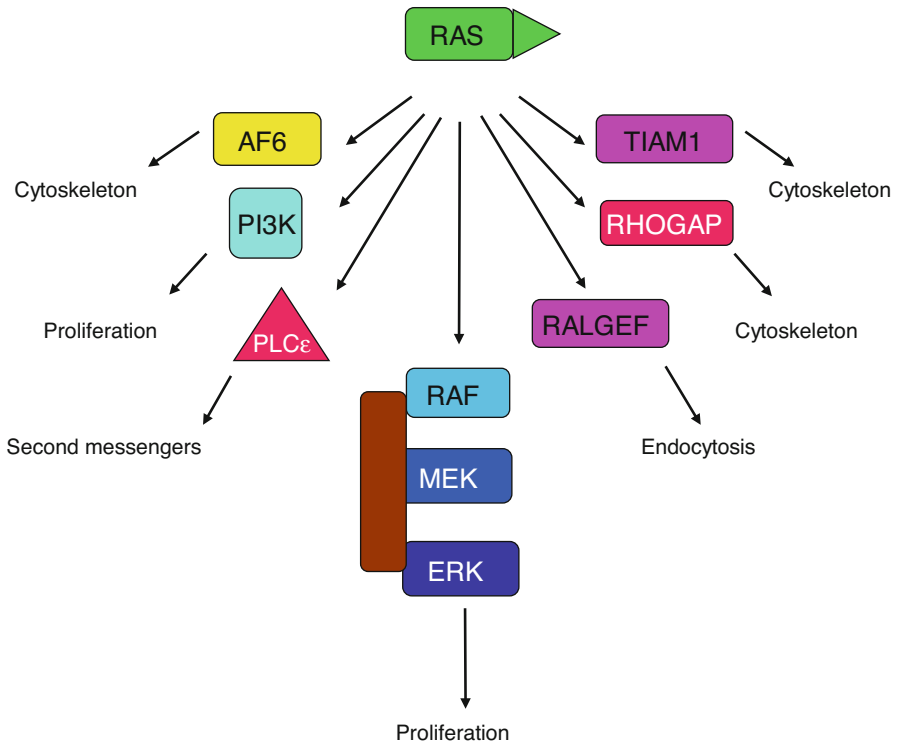 RAS
AF6
TIAM1
Cytoskeleton
Cytoskeleton
PI3K
RHOGAP
Proliferation
PLCε
RALGEF
Cytoskeleton
RAF
Second messengers
Endocytosis
MEK
ERK
Proliferation